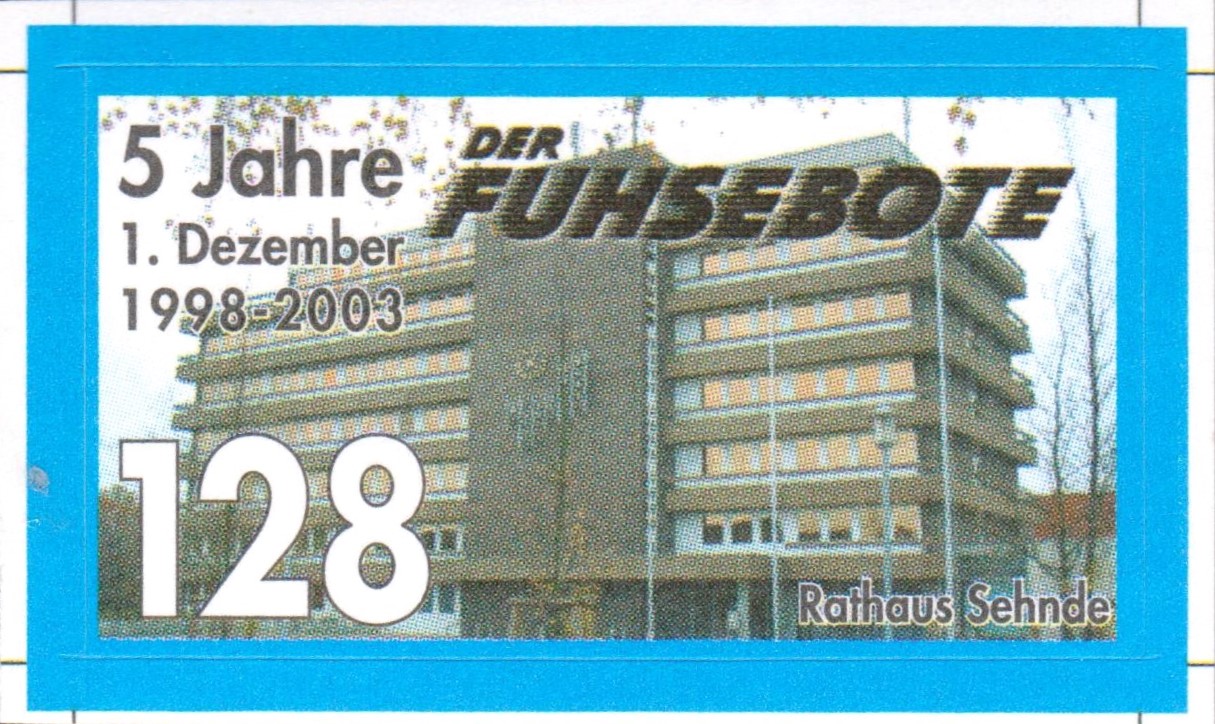 5 Jahre
1. Dezember
1998-2003
DER
FUHSEBOTE
128
Rathaus Sehnde